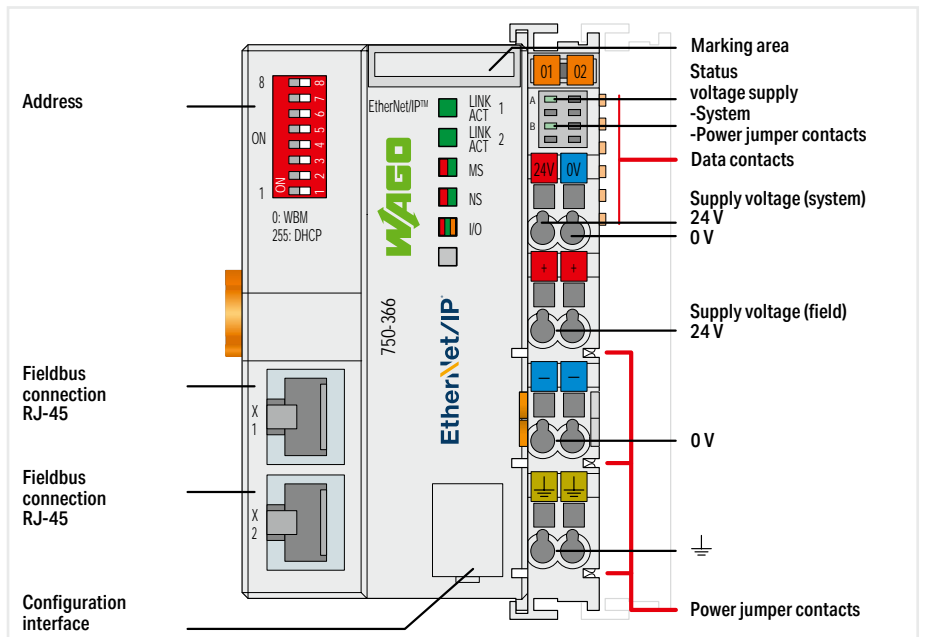 Address
8
ON
1
8
7
6
5
4
3
2
1
ON
0: WBM
255: DHCP
Fieldbus
connection
RJ-45
X
1
Fieldbus
connection
RJ-45
X
2
Configuration
interface
EtherNet/IP™
LINK
ACT
1
LINK
ACT
2
MS
NS
I/O
WAGO
750-366
EtherNet/IP
01
02
A
B
24V
0V
+
+
—
—
Marking area
Status
voltage supply
-System
-Power jumper contacts
Data contacts
Supply voltage (system)
24 V
0 V
Supply voltage (field)
24 V
0 V
Power jumper contacts